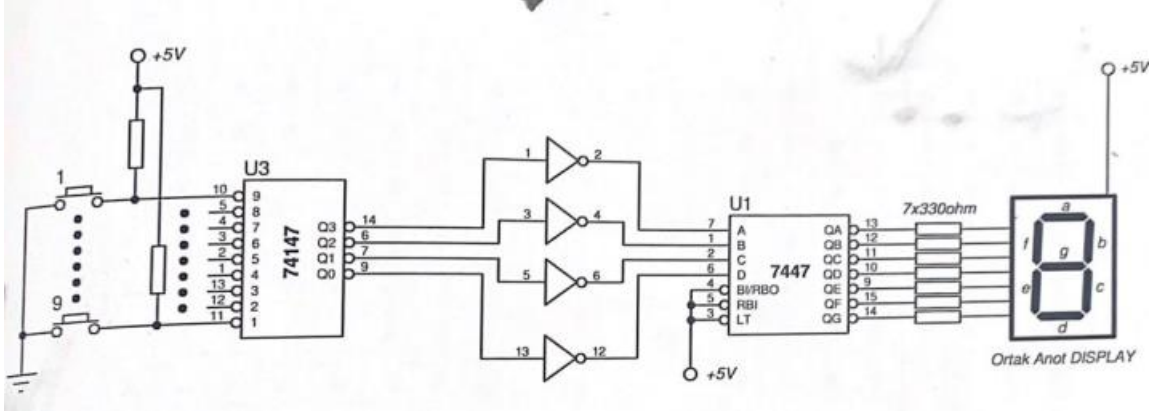 +5V
+5V
1
9
U3
74147
10 9
5 8
4 7
3 6
2 5
1 4
13 3
12 2
11 1
Q3 14
Q2 6
Q1 7
Q0 9
1 2
3 4
5 6
13 12
U1
7447
7 A
1 B
2 C
6 D
4 BI/RBO
5 RBI
3 LT
QA 13
QB 12
QC 11
QD 10
QE 9
QF 15
QG 14
+5V
7x330ohm
a
f b
g
e c
d
Ortak Anot DISPLAY